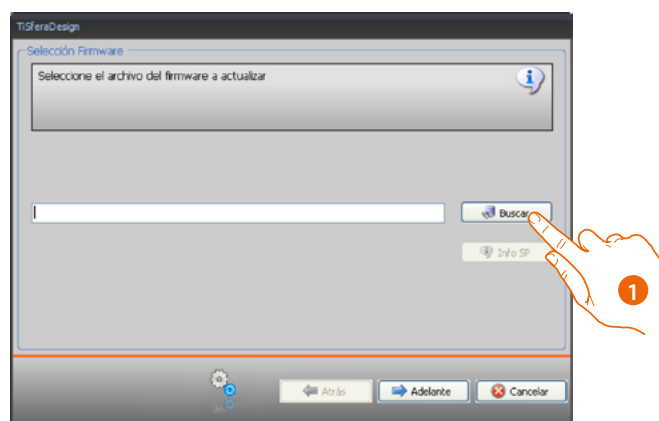 TiSferaDesign
Selección Firmware
Seleccione el archivo del firmware a actualizar
Buscar
Info SP
1
Atrás
Adelante
Cancelar